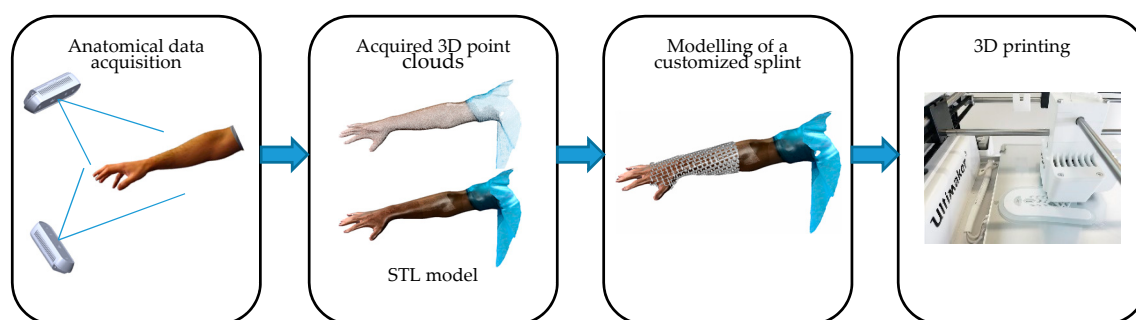 Anatomical data
acquisition
Acquired 3D point
clouds
STL model
Modelling of a
customized splint
3D printing
Ultimaker